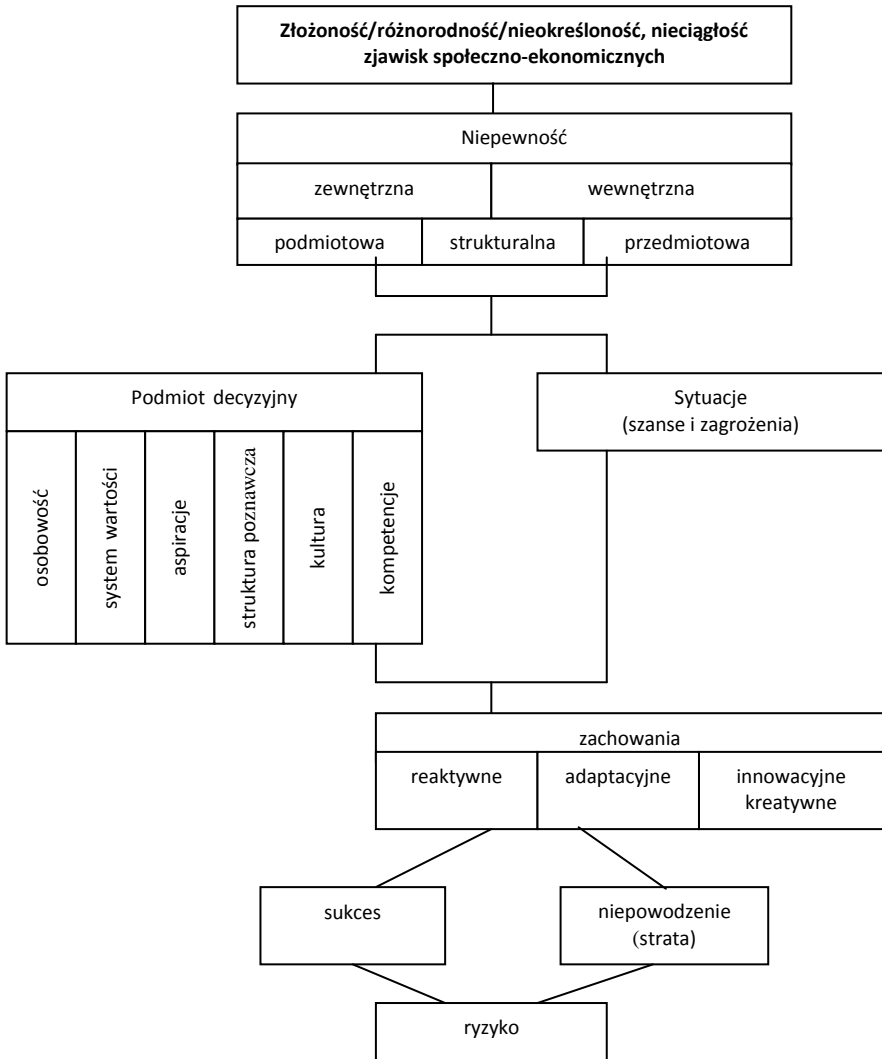 Złożoność/różnorodność/nieokreśloność, nieciągłość
zjawisk społeczno-ekonomicznych
Niepewność
zewnętrzna
wewnętrzna
podmiotowa
strukturalna
przedmiotowa
Podmiot decyzyjny
Sytuacje
(szanse i zagrożenia)
osobowość
system wartości
aspiracje
struktura poznawcza
kultura
kompetencje
zachowania
reaktywne
adaptacyjne
innowacyjne
kreatywne
sukces
niepowodzenie
(strata)
ryzyko